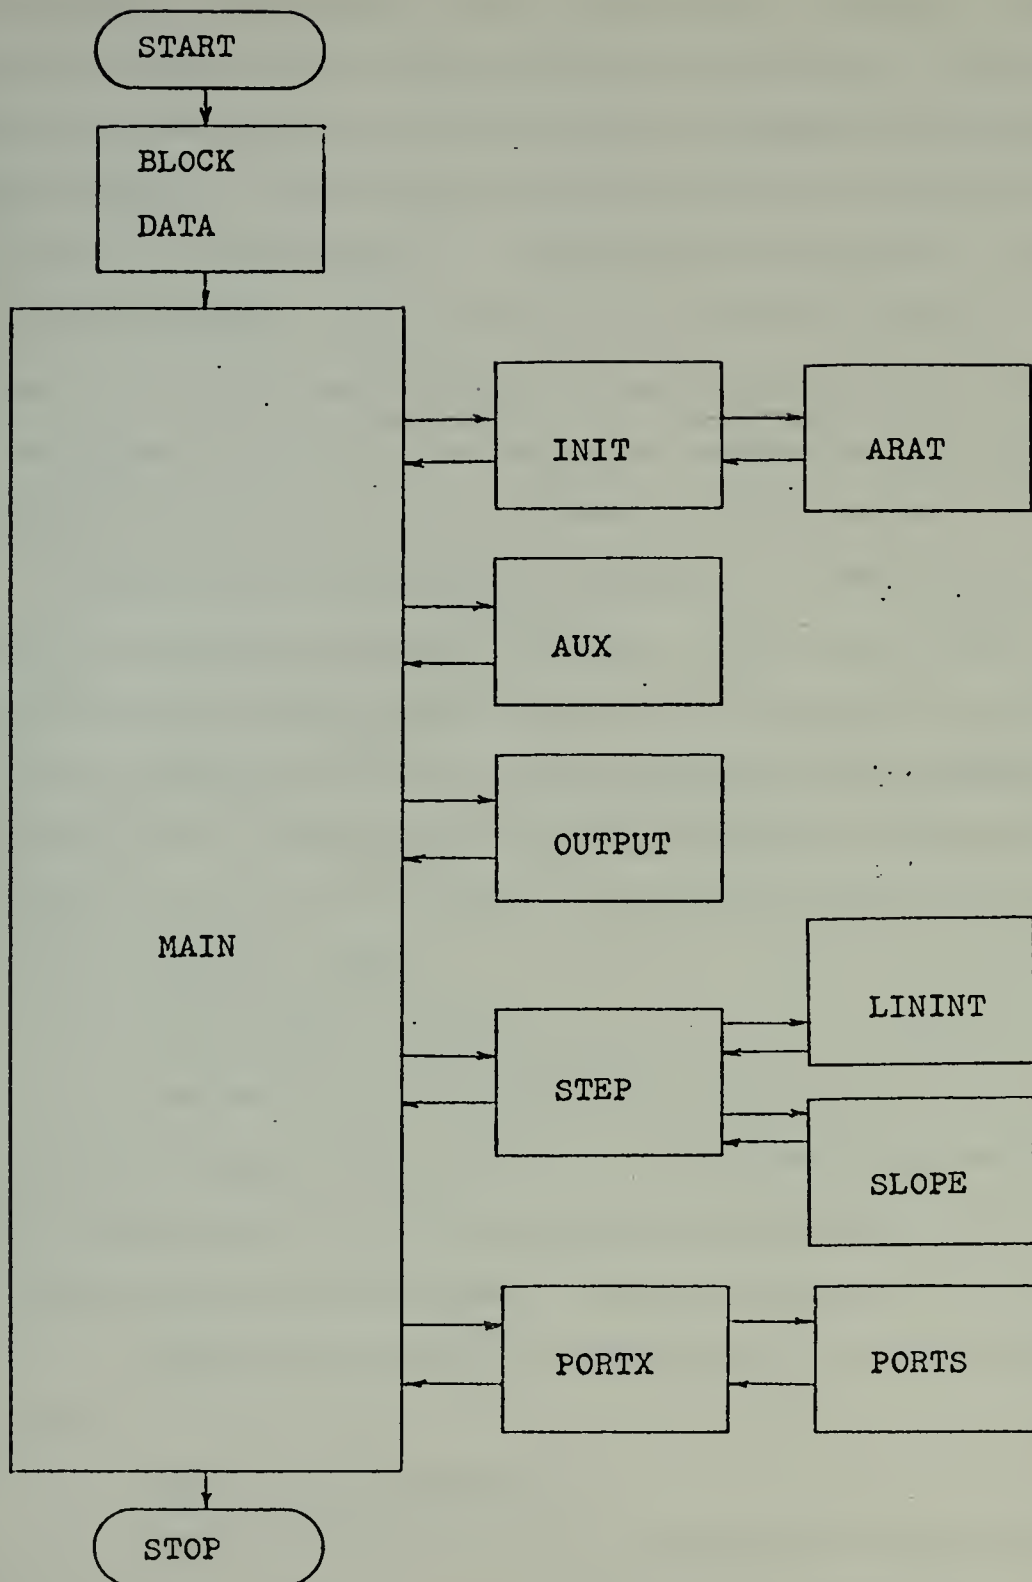 START
BLOCK
DATA
INIT
ARAT
AUX
OUTPUT
MAIN
LININT
STEP
SLOPE
PORTX
PORTS
STOP